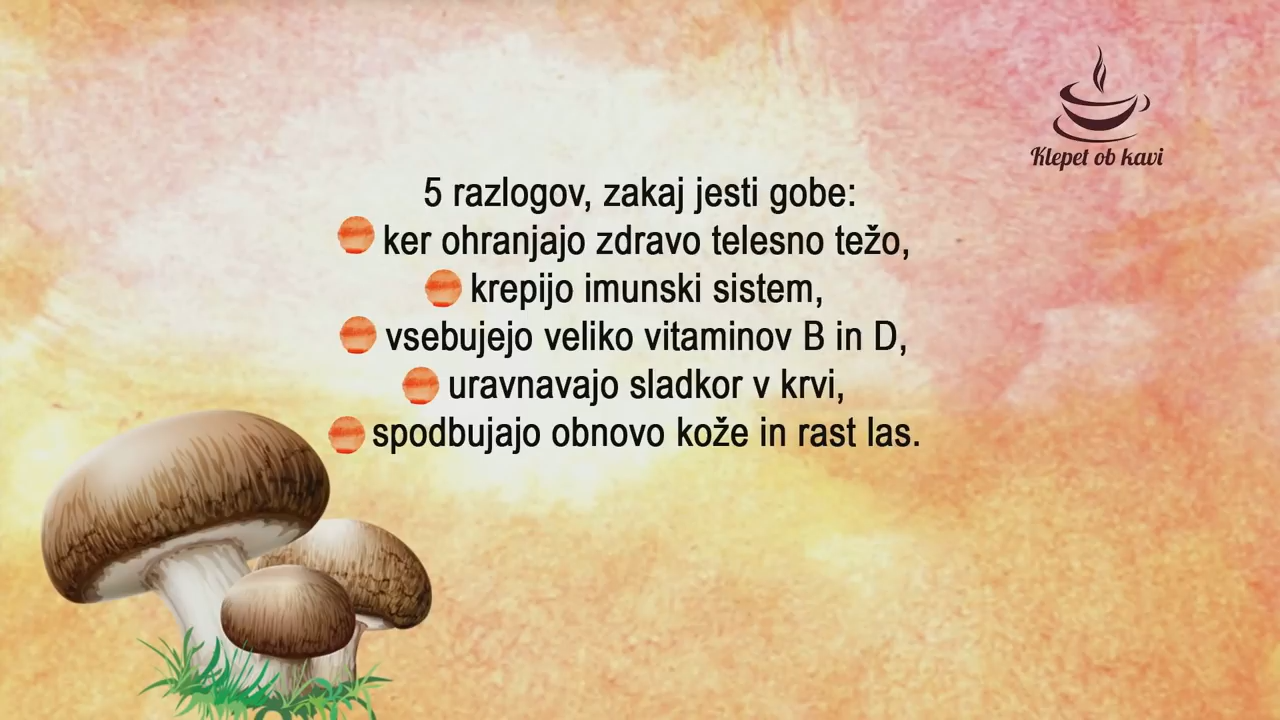 Klepet ob kavi
5 razlogov, zakaj jesti gobe:
ker ohranjajo zdravo telesno težo,
krepijo imunski sistem,
vsebujejo veliko vitaminov B in D,
uravnavajo sladkor v krvi,
spodbujajo obnovo kože in rast las.